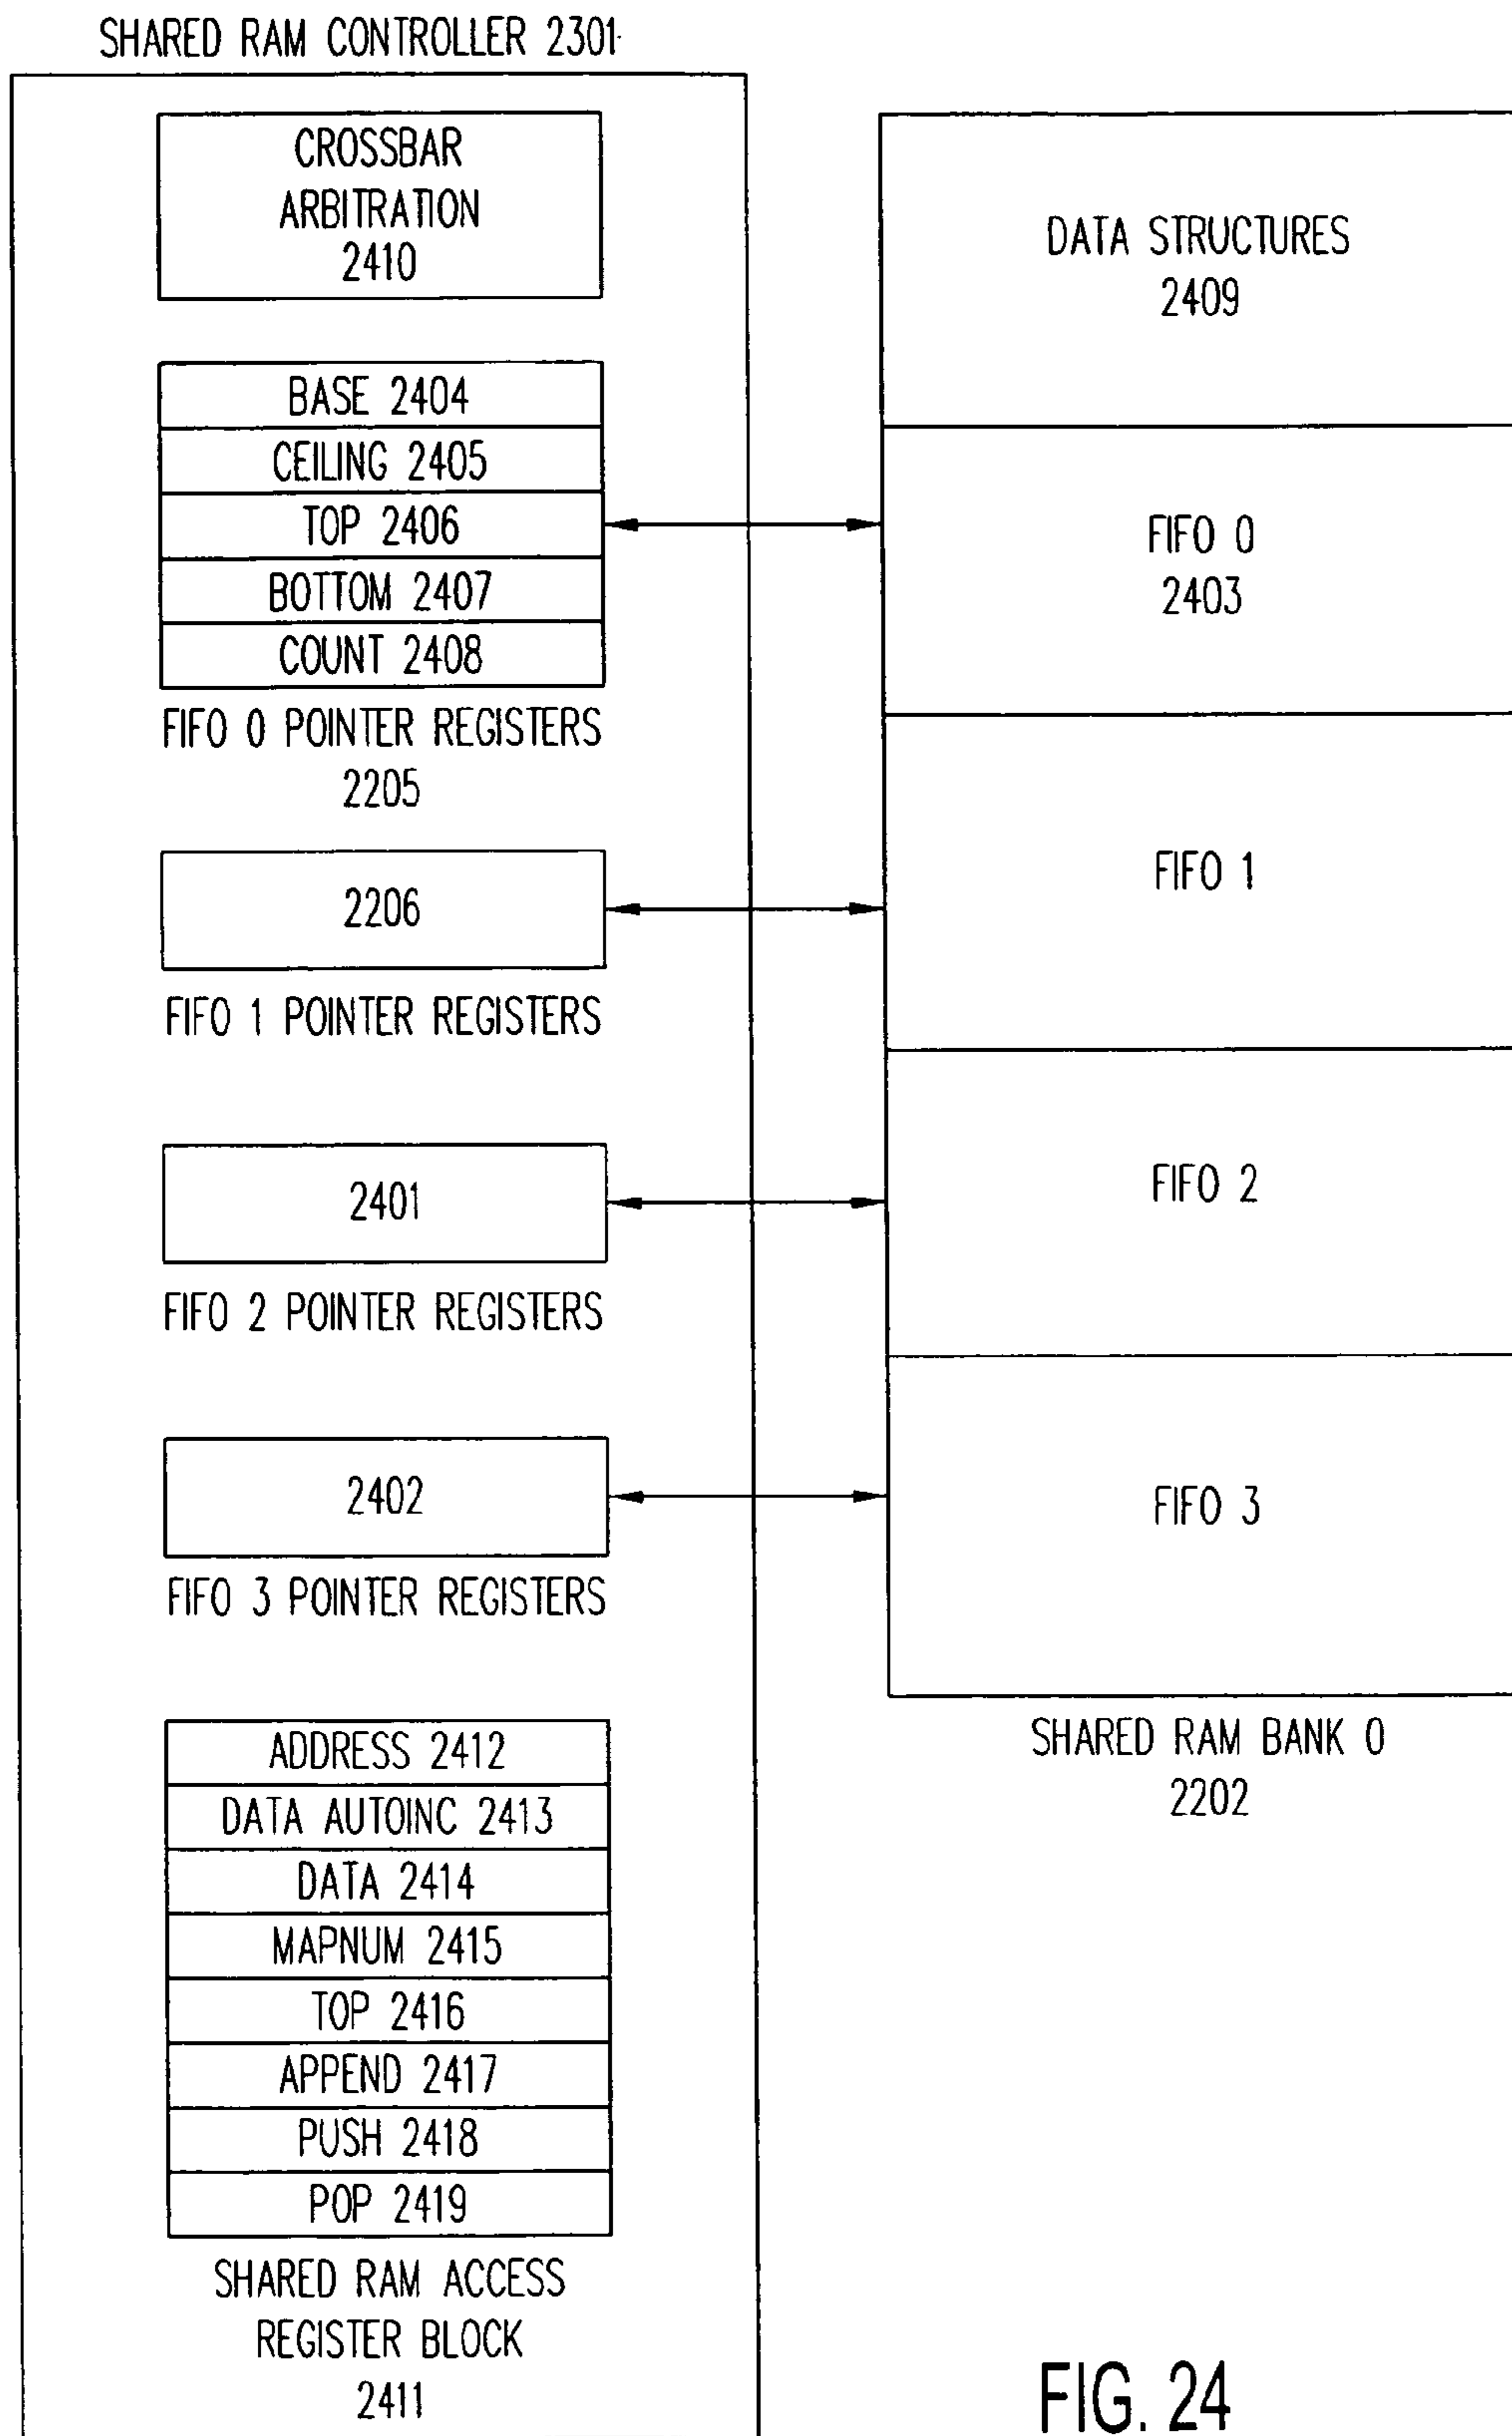 SHARED RAM CONTROLLER 2301
CROSSBAR
ARBITRATION
2410
BASE 2404
CEILING 2405
TOP 2406
BOTTOM 2407
COUNT 2408
FIFO 0 POINTER REGISTERS
2205
2206
FIFO 1 POINTER REGISTERS
2401
FIFO 2 POINTER REGISTERS
2402
FIFO 3 POINTER REGISTERS
ADDRESS 2412
DATA AUTOINC 2413
DATA 2414
MAPNUM 2415
TOP 2416
APPEND 2417
PUSH 2418
POP 2419
SHARED RAM ACCESS
REGISTER BLOCK
2411
DATA STRUCTURES
2409
FIFO 0
2403
FIFO 1
FIFO 2
FIFO 3
SHARED RAM BANK 0
2202
FIG. 24